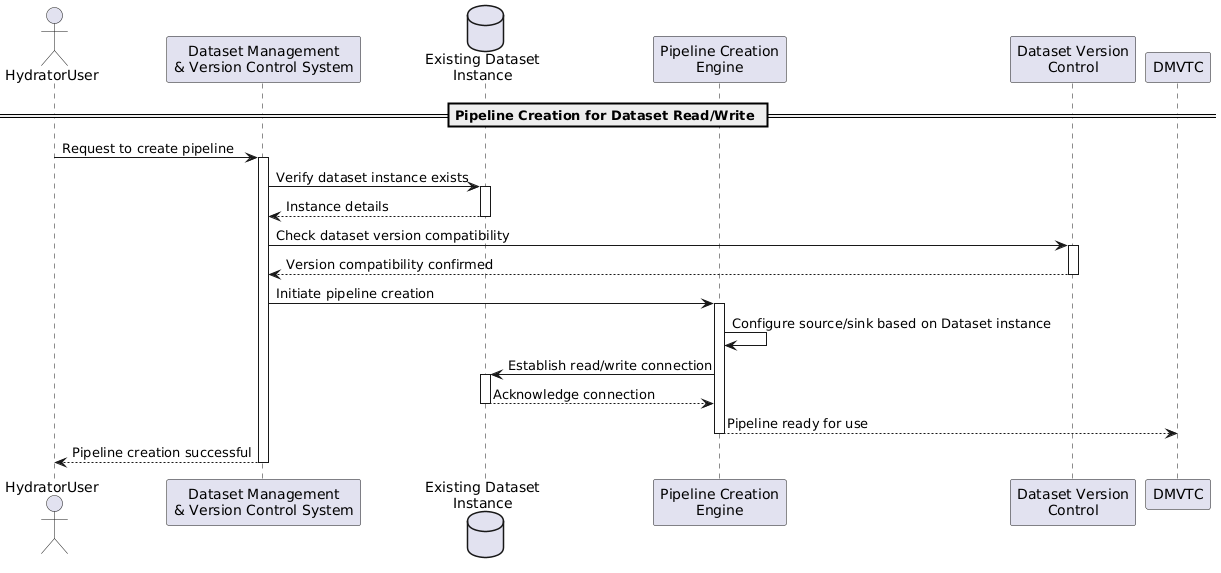 HydratorUser
Dataset Management
& Version Control System
Existing Dataset
Instance
Pipeline Creation
Engine
Dataset Version
Control
DMVTC
Pipeline Creation for Dataset Read/Write
Request to create pipeline
Verify dataset instance exists
Instance details
Check dataset version compatibility
Version compatibility confirmed
Initiate pipeline creation
Configure source/sink based on Dataset instance
Establish read/write connection
Acknowledge connection
Pipeline ready for use
Pipeline creation successful
HydratorUser
Dataset Management
& Version Control System
Existing Dataset
Instance
Pipeline Creation
Engine
Dataset Version
Control
DMVTC